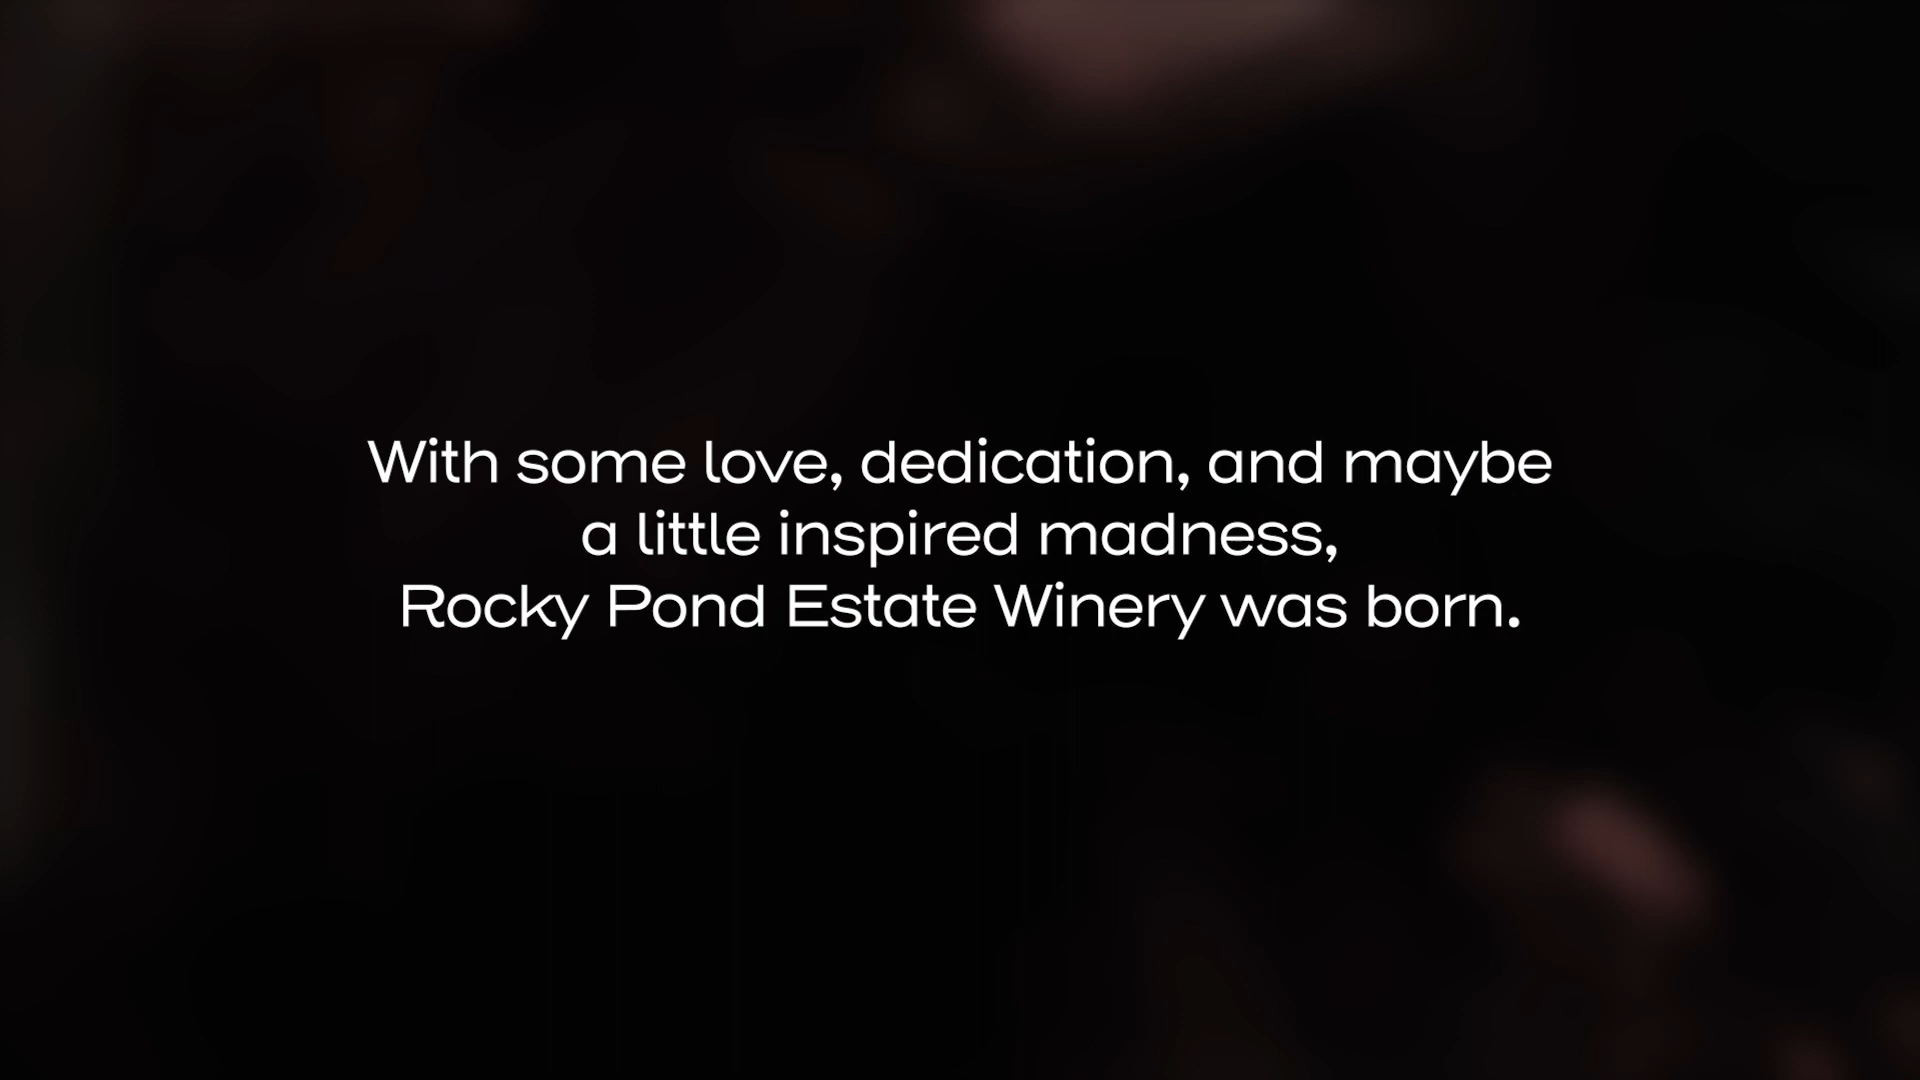 With some love, dedication, and maybe
a little inspired madness,
Rocky Pond Estate Winery was born.